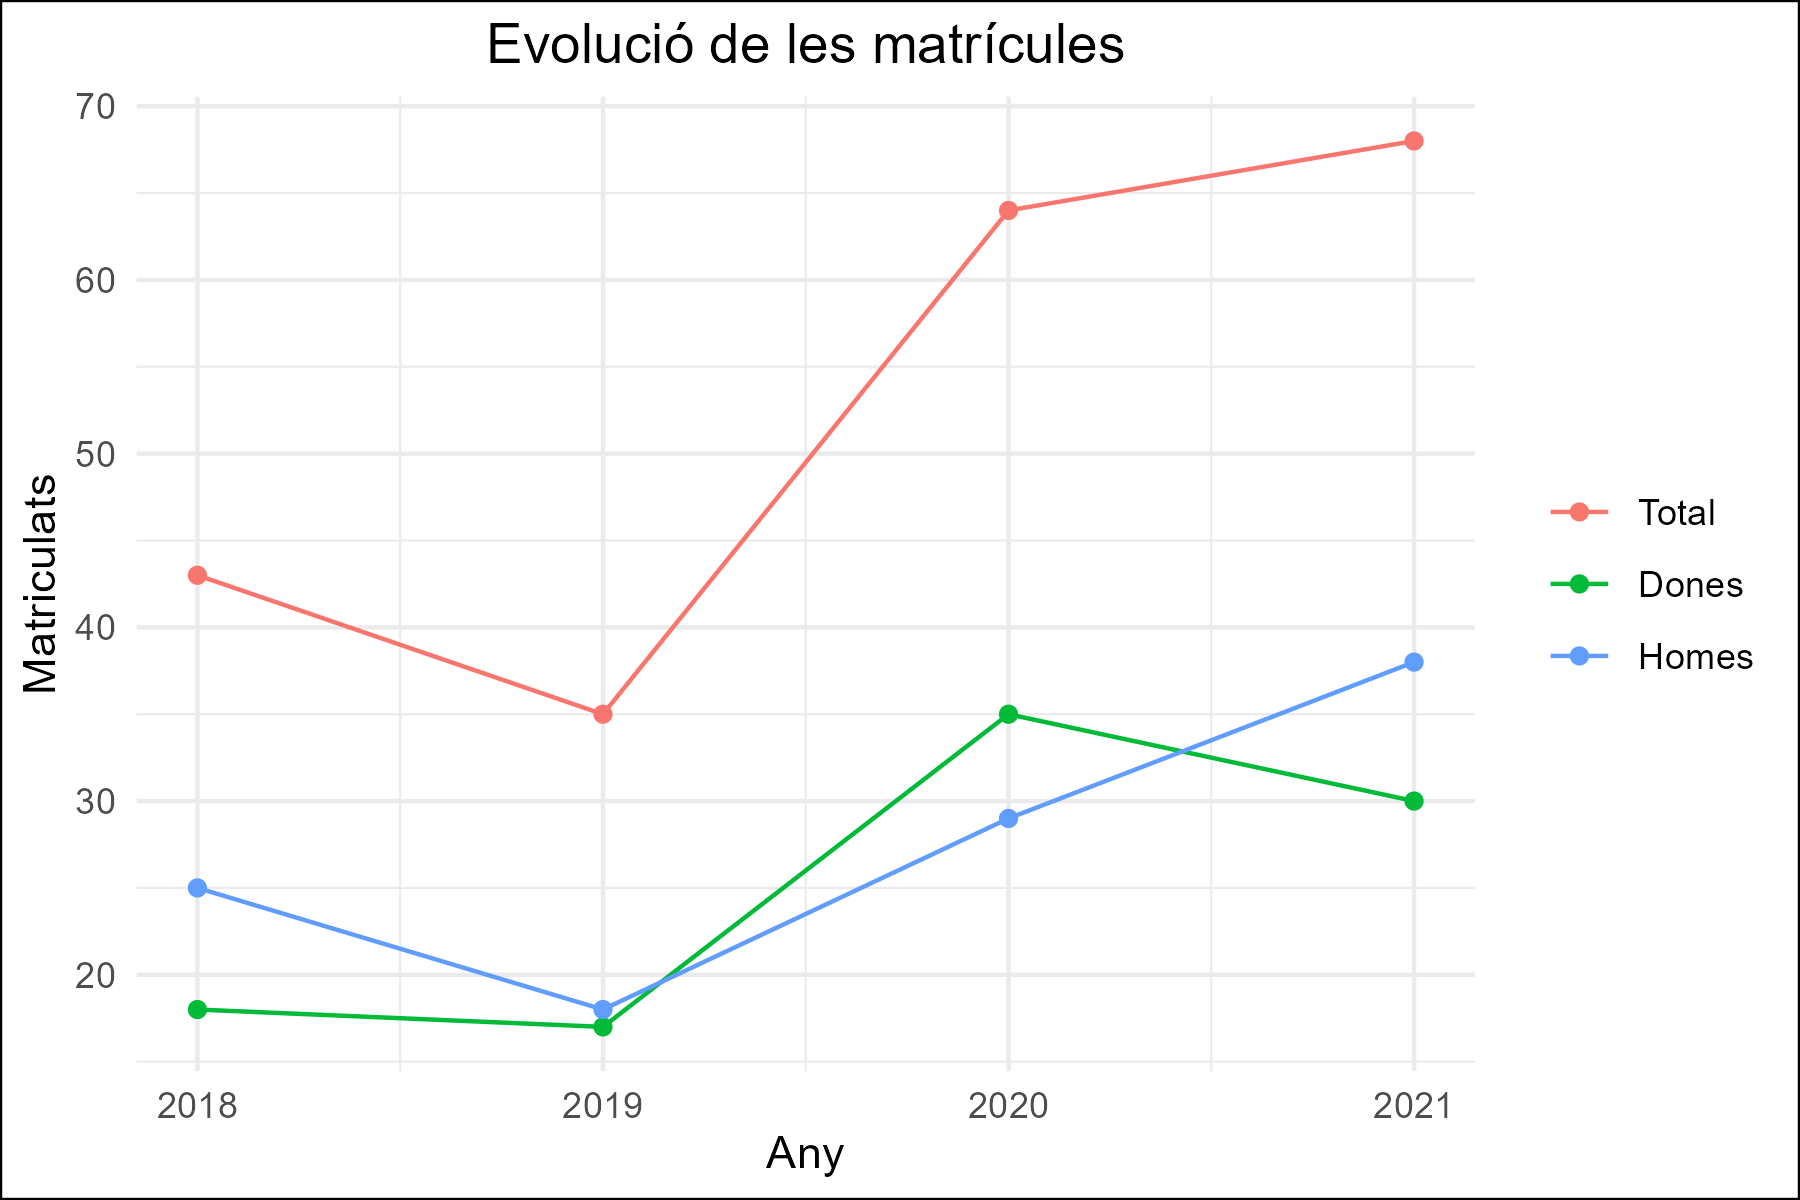 Evolució de les matrícules
70
60
50
40
30
20
Matriculats
2018 2019 2020 2021
Any
Total
Dones
Homes